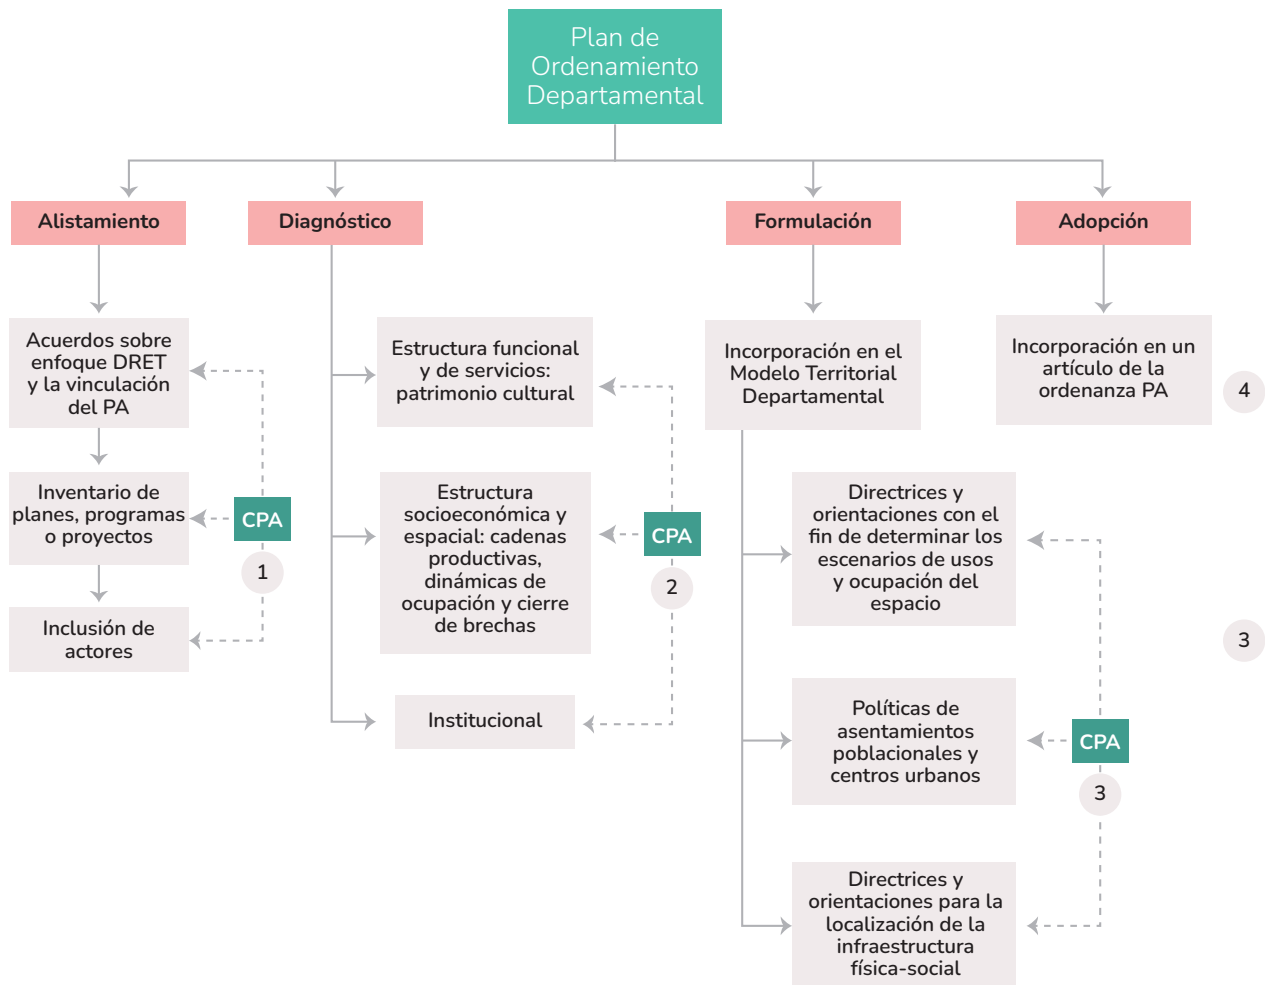 Plan de
Ordenamiento
Departamental
Alistamiento
Diagnóstico
Formulación
Adopción
Acuerdos sobre
enfoque DRET
y la vinculación
del PA
Inventario de
planes, programas
o proyectos
Inclusión de
actores
CPA
1
Estructura funcional
y de servicios:
patrimonio cultural
Estructura
socioeconómica y
espacial: cadenas
productivas,
dinámicas de
ocupación y cierre
de brechas
Institucional
CPA
2
Incorporación en el
Modelo Territorial
Departamental
Directrices y
orientaciones con el
fin de determinar los
escenarios de usos
y ocupación del
espacio
Políticas de
asentamientos
poblacionales y
centros urbanos
Directrices y
orientaciones para la
localización de la
infraestructura
física-social
CPA
3
Incorporación en un
artículo de la
ordenanza PA
4
3